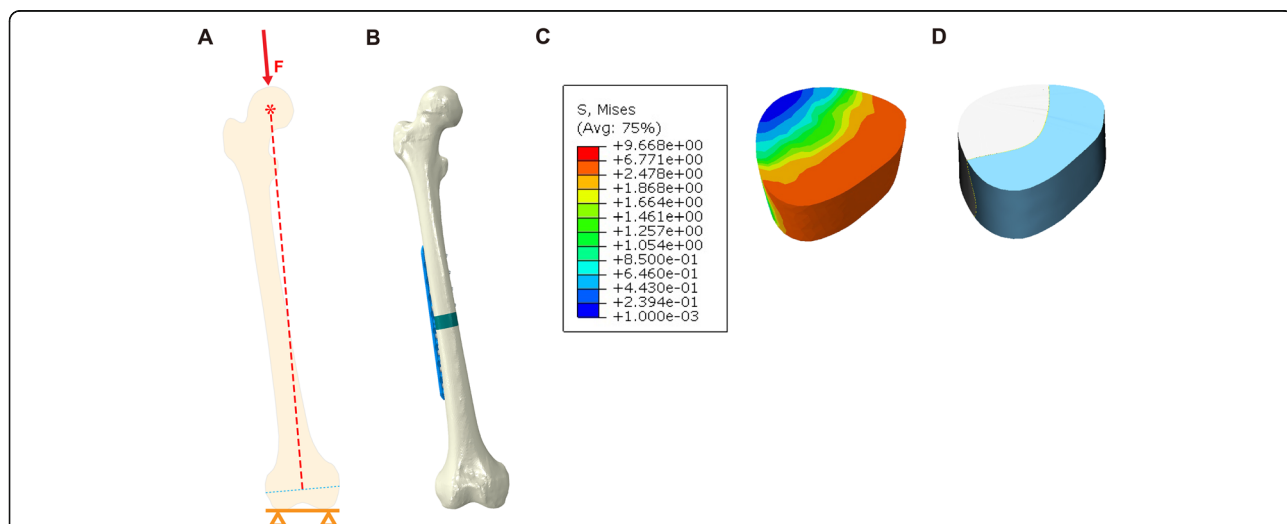 A
B
C
D
F
*
S, Mises
(Avg: 75%)
+9.668e+00
+6.771e+00
+2.478e+00
+1.868e+00
+1.664e+00
+1.461e+00
+1.257e+00
+1.054e+00
+8.500e-01
+6.460e-01
+4.430e-01
+2.394e-01
+1.000e-03